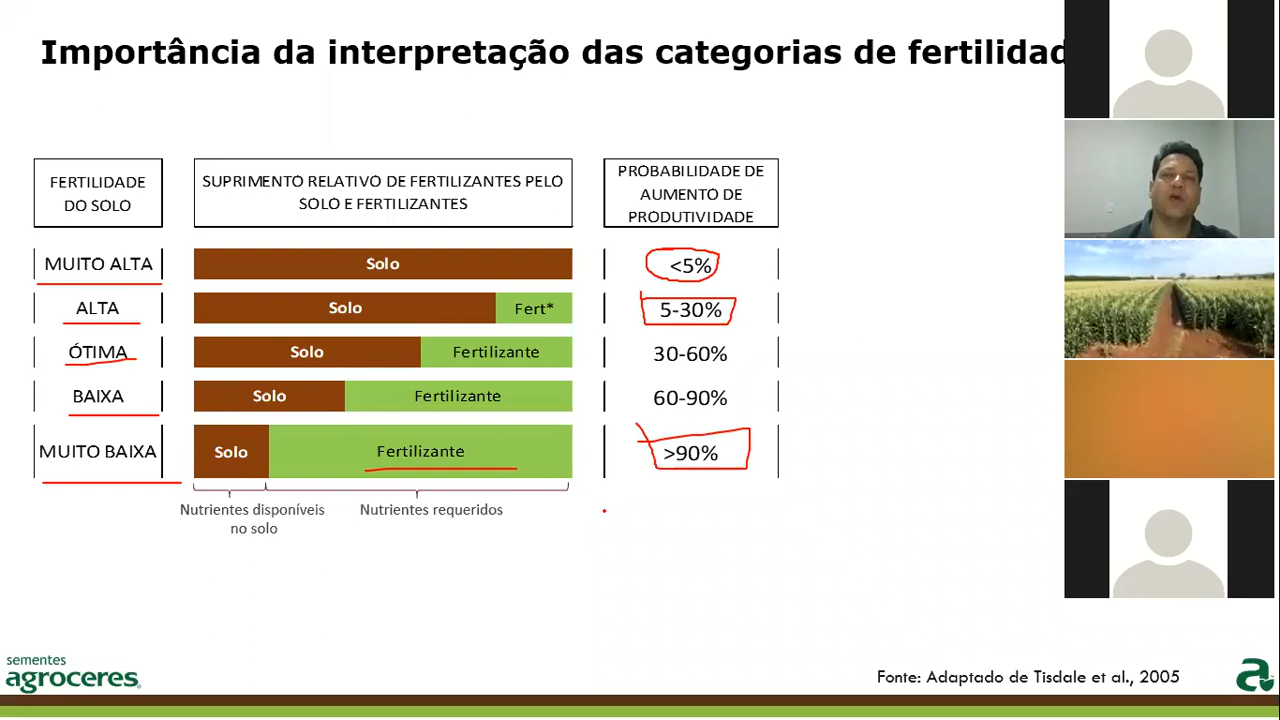 Importância da interpretação das categorias de fertilidad
FERTILIDADE
DO SOLO
SUPRIMENTO RELATIVO DE FERTILIZANTES PELO
SOLO E FERTILIZANTES
PROBABILIDADE DE
AUMENTO DE
PRODUTIVIDADE
MUITO ALTA
Solo
<5%
ALTA
Solo
Fert*
5-30%
ÓTIMA
Solo
Fertilizante
30-60%
BAIXA
Solo
Fertilizante
60-90%
MUITO BAIXA
Solo
Fertilizante
>90%
Nutrientes disponíveis
no solo
Nutrientes requeridos
sementes
agroceres
Fonte: Adaptado de Tisdale et al., 2005